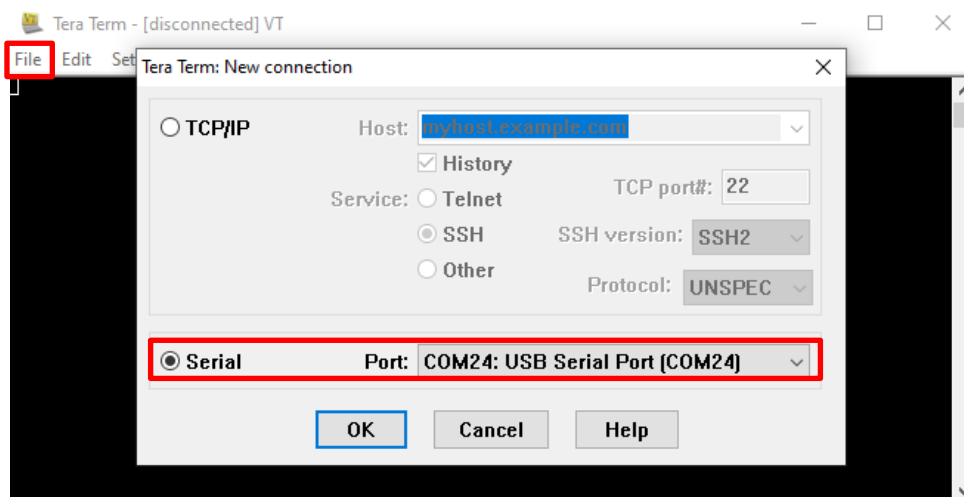 Tera Term - [disconnected] VT
File Edit Set
Tera Term: New connection
TCP/IP Host: myhost.example.com
History
Service: Telnet TCP port#: 22
SSH SSH version: SSH2
Other Protocol: UNSPEC
Serial Port: COM24: USB Serial Port (COM24)
OK Cancel Help